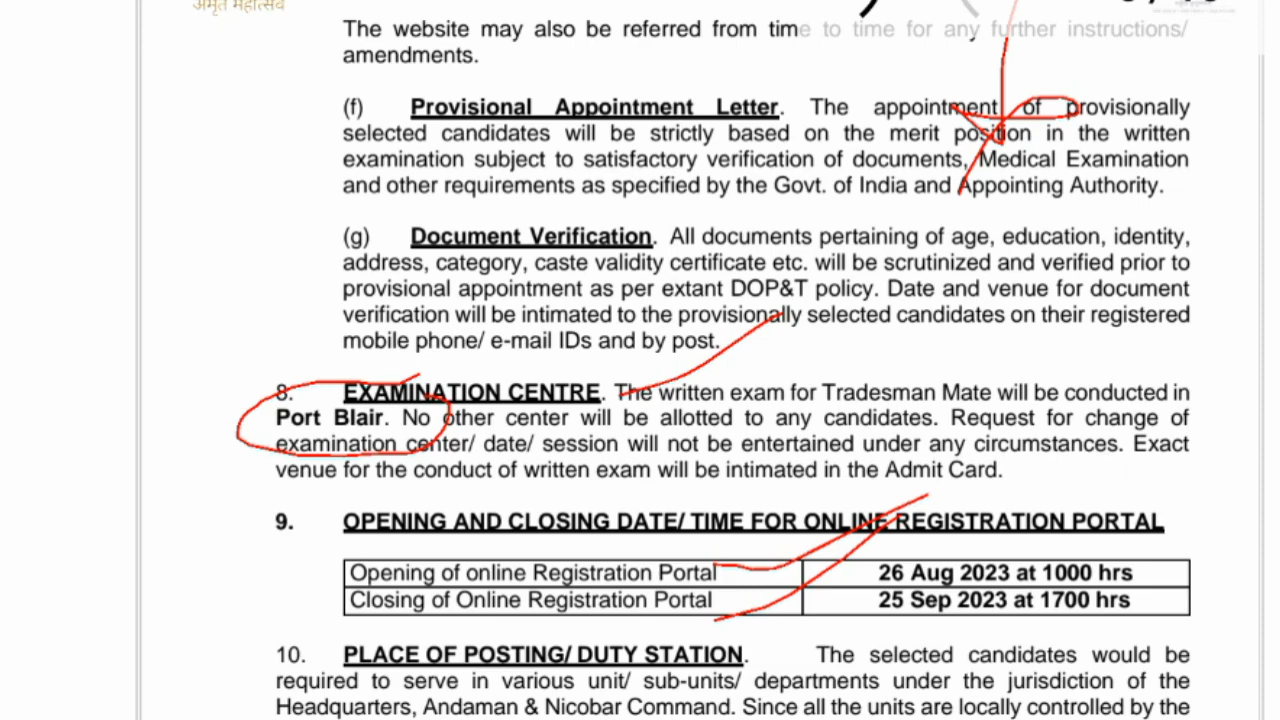 अमृत महोत्सव
The website may also be referred from time to time for any further instructions/
amendments.
(f) Provisional Appointment Letter. The appointment of provisionally
selected candidates will be strictly based on the merit position in the written
examination subject to satisfactory verification of documents, Medical Examination
and other requirements as specified by the Govt. of India and Appointing Authority.
(g) Document Verification. All documents pertaining of age, education, identity,
address, category, caste validity certificate etc. will be scrutinized and verified prior to
provisional appointment as per extant DOP&T policy. Date and venue for document
verification will be intimated to the provisionally selected candidates on their registered
mobile phone/ e-mail IDs and by post.
8. EXAMINATION CENTRE. The written exam for Tradesman Mate will be conducted in
Port Blair. No other center will be allotted to any candidates. Request for change of
examination center/ date/ session will not be entertained under any circumstances. Exact
venue for the conduct of written exam will be intimated in the Admit Card.
9. OPENING AND CLOSING DATE/ TIME FOR ONLINE REGISTRATION PORTAL
Opening of online Registration Portal 26 Aug 2023 at 1000 hrs
Closing of Online Registration Portal 25 Sep 2023 at 1700 hrs
10. PLACE OF POSTING/ DUTY STATION. The selected candidates would be
required to serve in various unit/ sub-units/ departments under the jurisdiction of the
Headquarters, Andaman & Nicobar Command. Since all the units are locally controlled by the